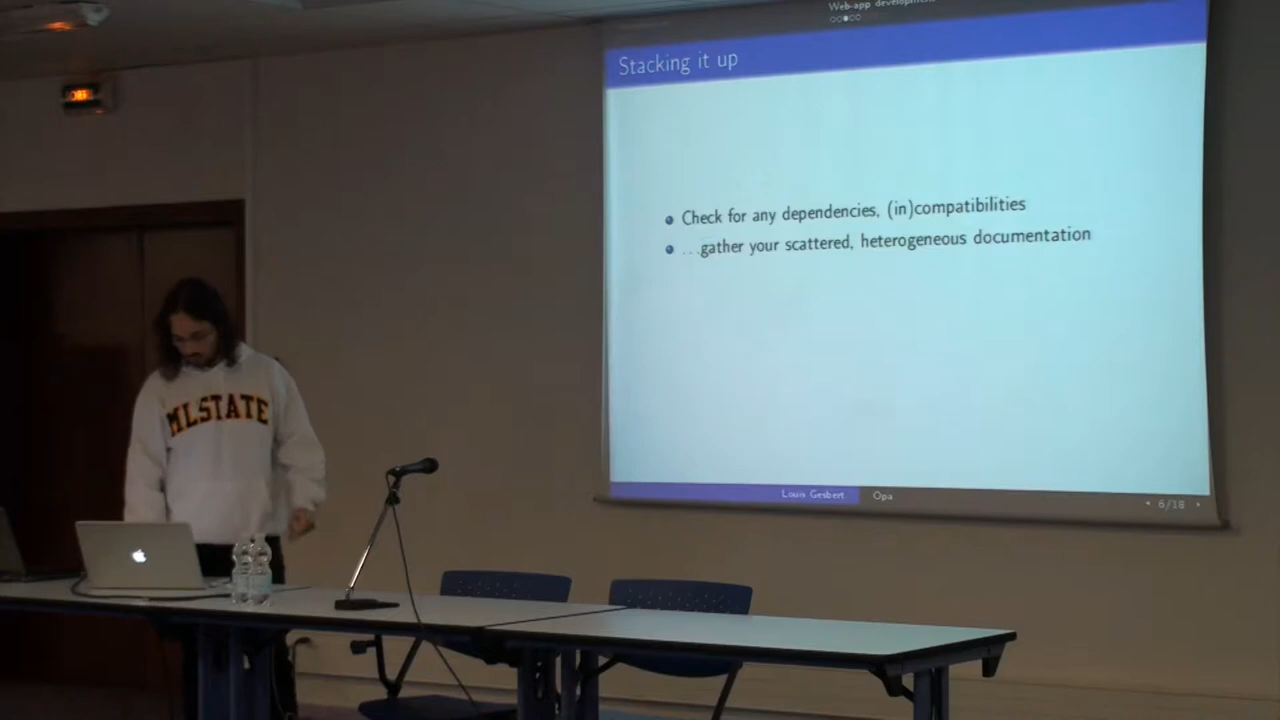 Web-app development
Stacking it up
Check for any dependencies, (in)compatibilities
...gather your scattered, heterogeneous documentation
MLSTATE
Louis Gesbert
Opa
6/18